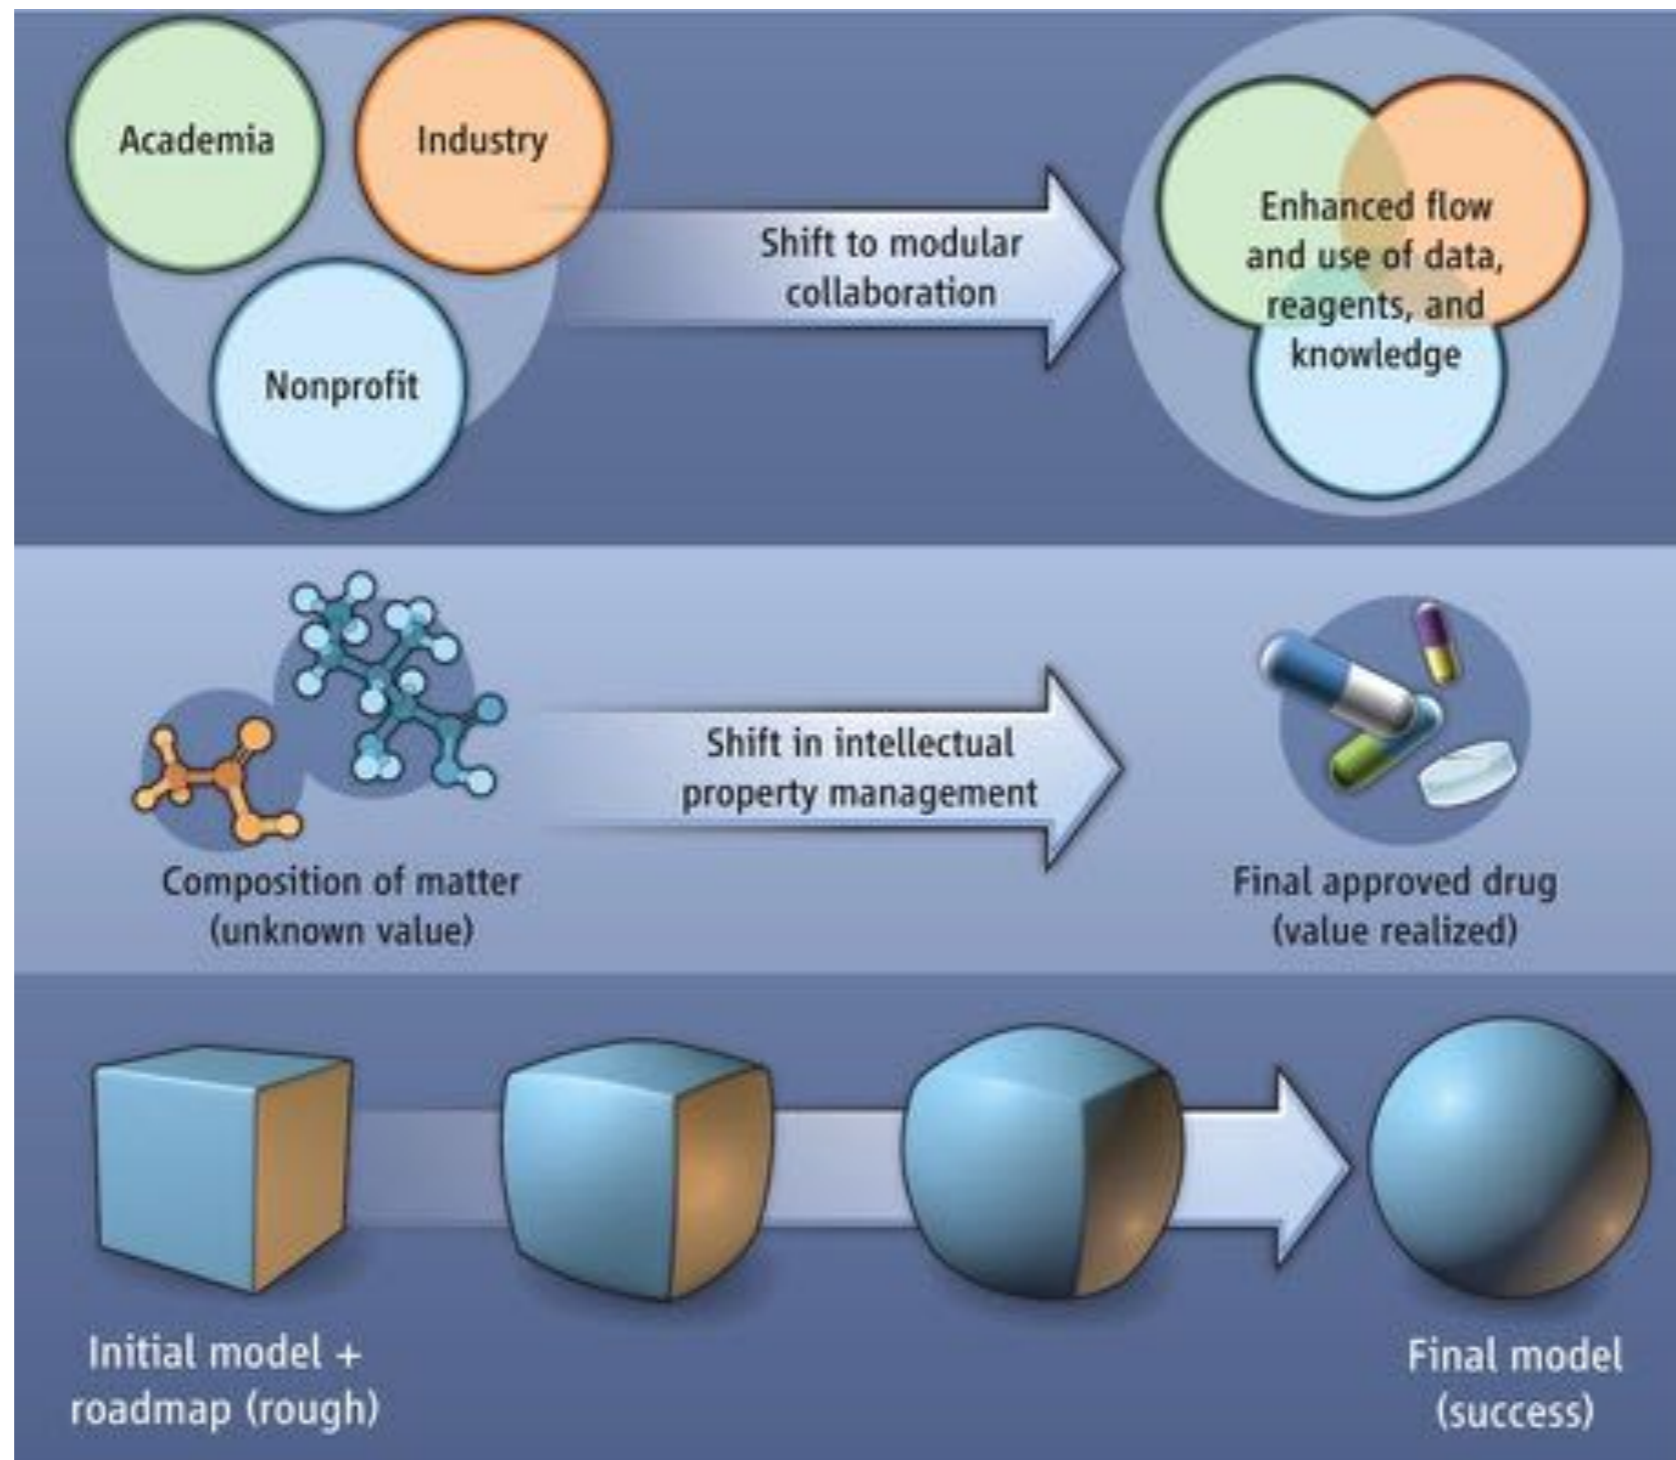 Academia
Industry
Nonprofit
Shift to modular
collaboration
Enhanced flow
and use of data,
reagents, and
knowledge
Composition of matter
(unknown value)
Shift in intellectual
property management
Final approved drug
(value realized)
Initial model +
roadmap (rough)
Final model
(success)